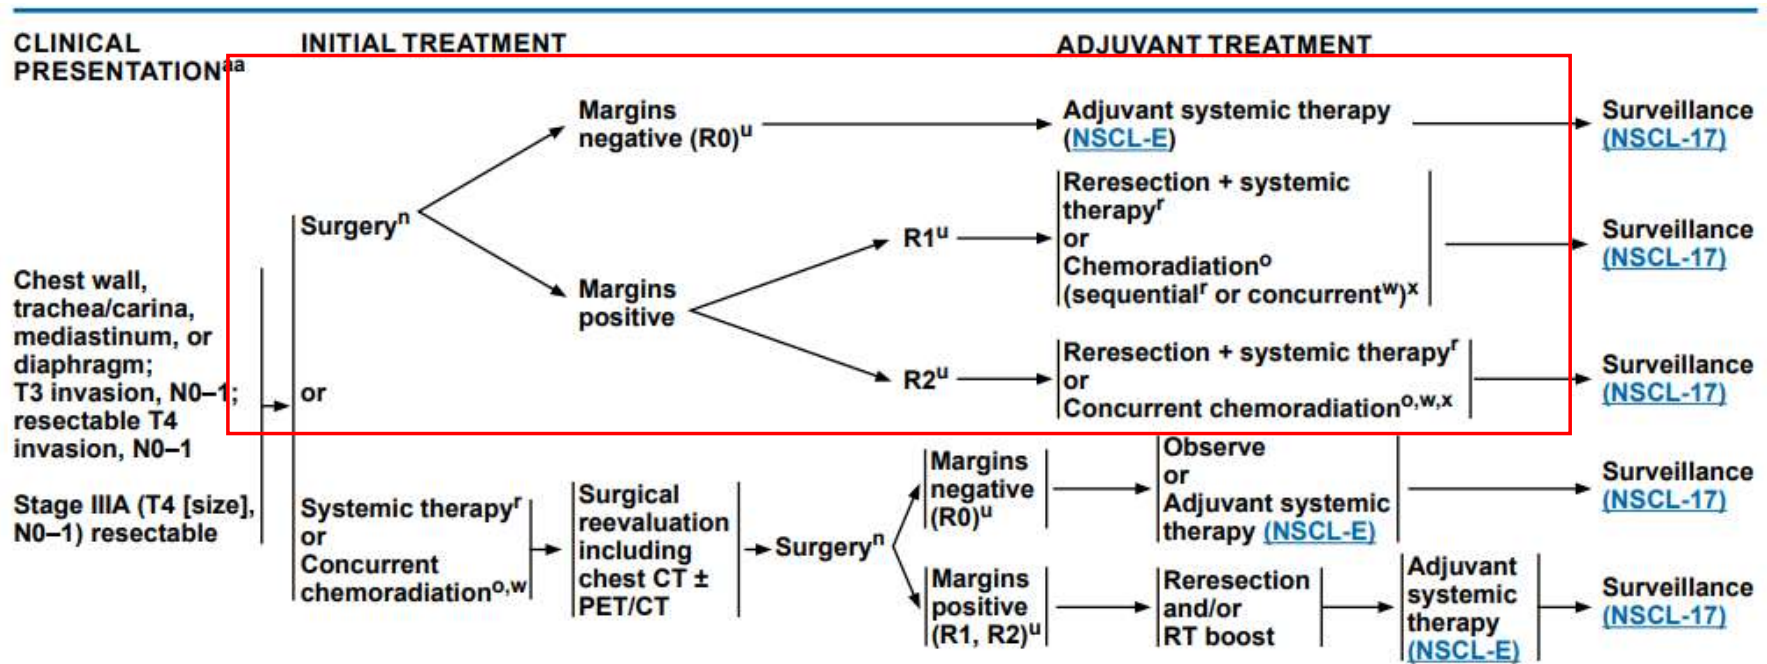 CLINICAL
PRESENTATIONaa
INITIAL TREATMENT
ADJUVANT TREATMENT
Chest wall,
trachea/carina,
mediastinum, or
diaphragm;
T3 invasion, N0–1;
resectable T4
invasion, N0–1
Stage IIIA (T4 [size],
N0–1) resectable
Surgeryn
Margins
negative (R0)u
Adjuvant systemic therapy
(NSCL-E)
Surveillance
(NSCL-17)
Margins
positive
R1u
Reresection + systemic
therapyr
or
Chemoradiationo
(sequentialr or concurrentw)x
Surveillance
(NSCL-17)
R2u
Reresection + systemic therapyr
or
Concurrent chemoradiationo,w,x
Surveillance
(NSCL-17)
or
Systemic therapyr
or
Concurrent
chemoradiationo,w
Surgical
reevaluation
including
chest CT ±
PET/CT
Surgeryn
Margins
negative
(R0)u
Observe
or
Adjuvant systemic
therapy (NSCL-E)
Surveillance
(NSCL-17)
Margins
positive
(R1, R2)u
Reresection
and/or
RT boost
Adjuvant
systemic
therapy
(NSCL-E)
Surveillance
(NSCL-17)